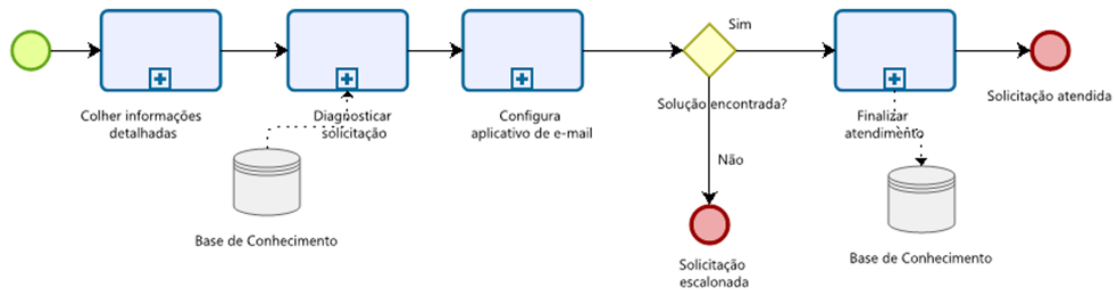 Colher informações
detalhadas
Diagnosticar
solicitação
Configura
aplicativo de e-mail
Solução encontrada?
Sim
Não
Finalizar
atendimento
Solicitação atendida
Base de Conhecimento
Solicitação
escalonada
Base de Conhecimento